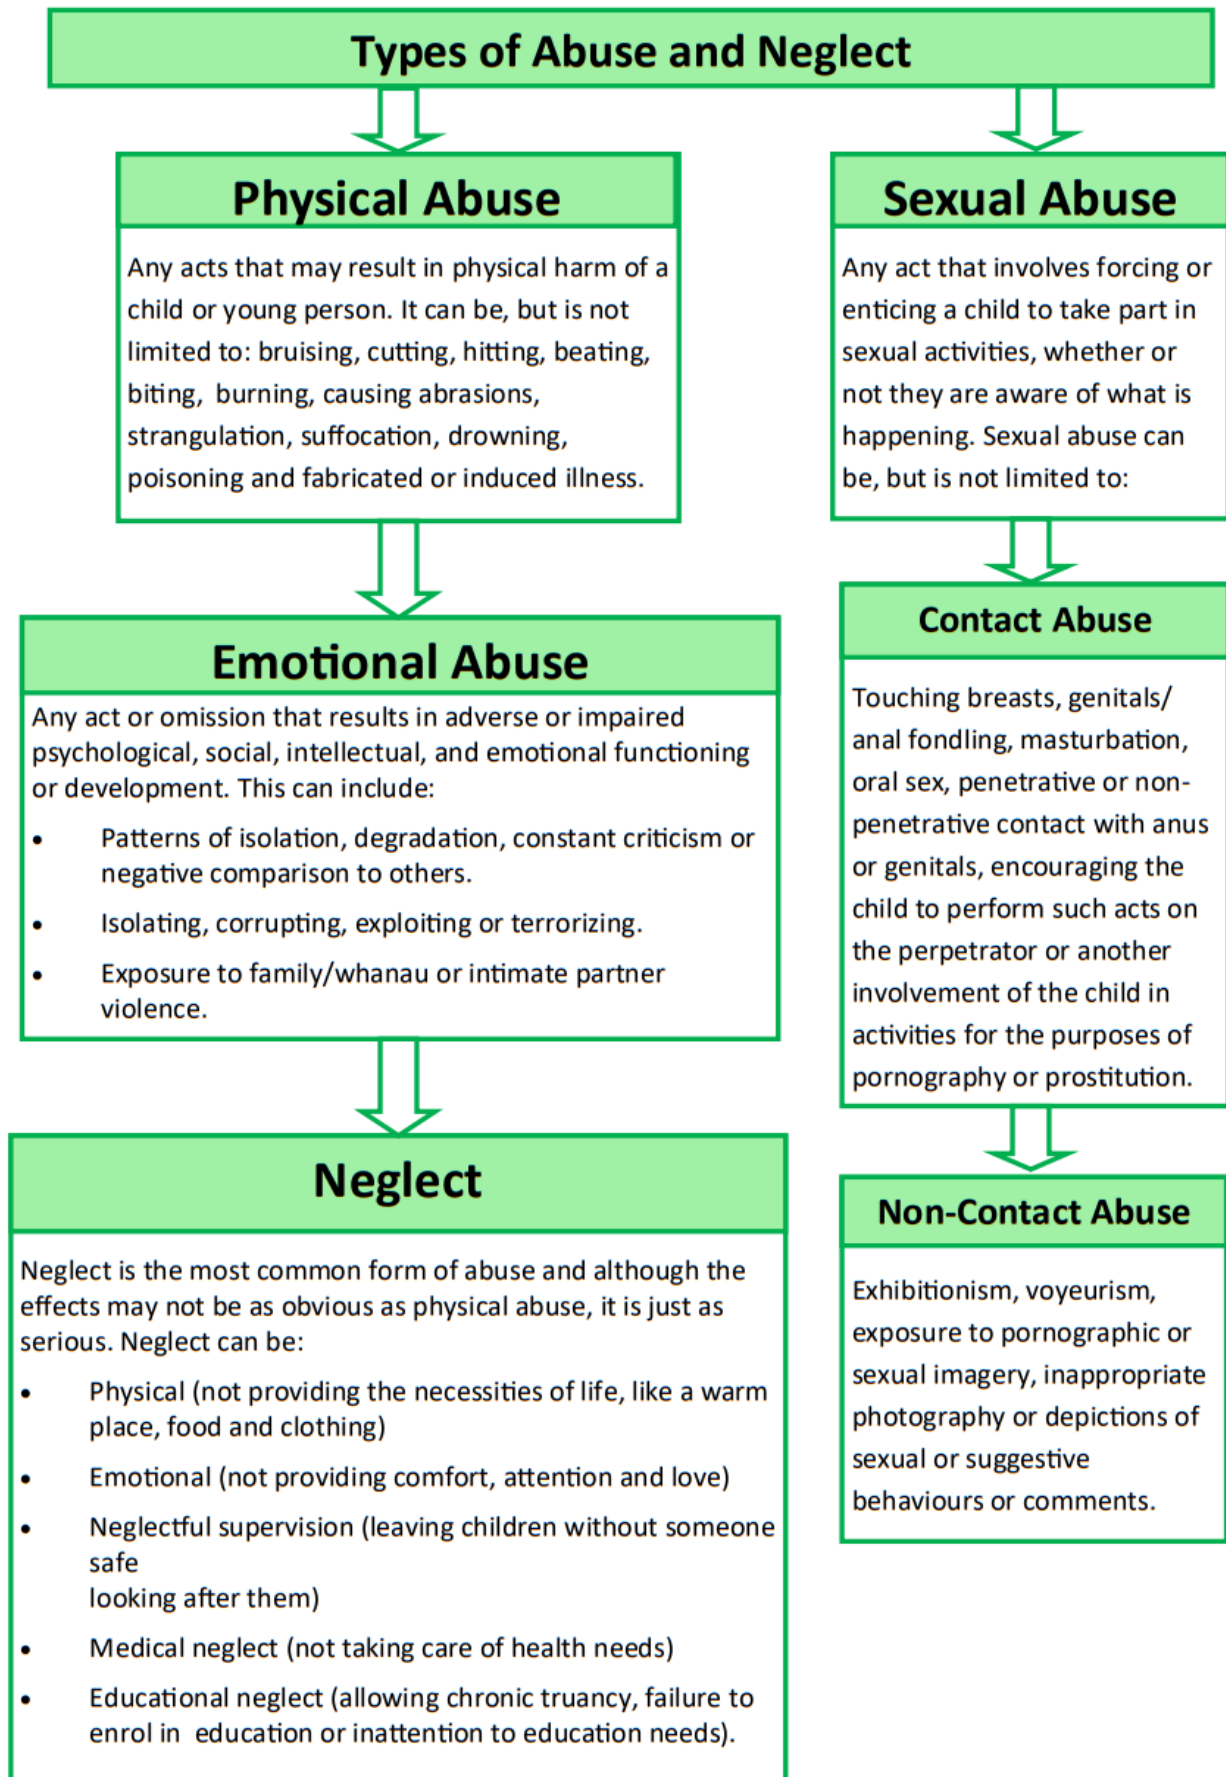 Types of Abuse and Neglect
Physical Abuse
Any acts that may result in physical harm of a
child or young person. It can be, but is not
limited to: bruising, cutting, hitting, beating,
biting,  burning, causing abrasions,
strangulation, suffocation, drowning,
poisoning and fabricated or induced illness.
Emotional Abuse
Any act or omission that results in adverse or impaired
psychological, social, intellectual, and emotional functioning
or development. This can include:
• Patterns of isolation, degradation, constant criticism or
negative comparison to others.
• Isolating, corrupting, exploiting or terrorizing.
• Exposure to family/whanau or intimate partner
violence.
Neglect
Neglect is the most common form of abuse and although the
effects may not be as obvious as physical abuse, it is just as
serious. Neglect can be:
• Physical (not providing the necessities of life, like a warm
place, food and clothing)
• Emotional (not providing comfort, attention and love)
• Neglectful supervision (leaving children without someone
safe
looking after them)
• Medical neglect (not taking care of health needs)
• Educational neglect (allowing chronic truancy, failure to
enrol in  education or inattention to education needs).
Sexual Abuse
Any act that involves forcing or
enticing a child to take part in
sexual activities, whether or
not they are aware of what is
happening. Sexual abuse can
be, but is not limited to:
Contact Abuse
Touching breasts, genitals/
anal fondling, masturbation,
oral sex, penetrative or non-
penetrative contact with anus
or genitals, encouraging the
child to perform such acts on
the perpetrator or another
involvement of the child in
activities for the purposes of
pornography or prostitution.
Non-Contact Abuse
Exhibitionism, voyeurism,
exposure to pornographic or
sexual imagery, inappropriate
photography or depictions of
sexual or suggestive
behaviours or comments.